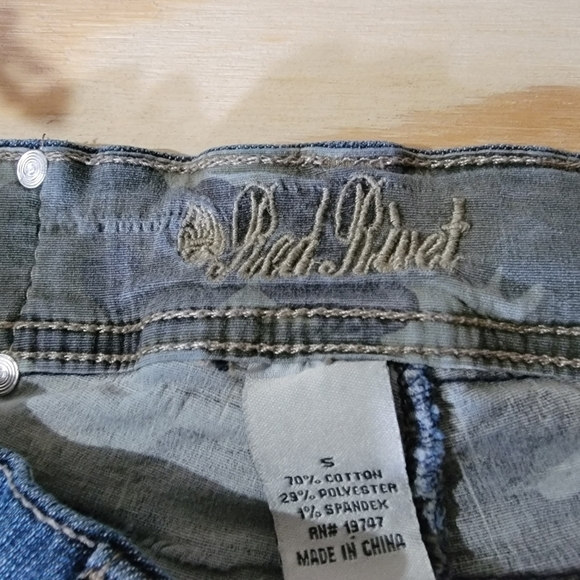 Red Rivet
S
70% COTTON
29% POLYESTER
1% SPANDEX
RN# 19747
MADE IN CHINA